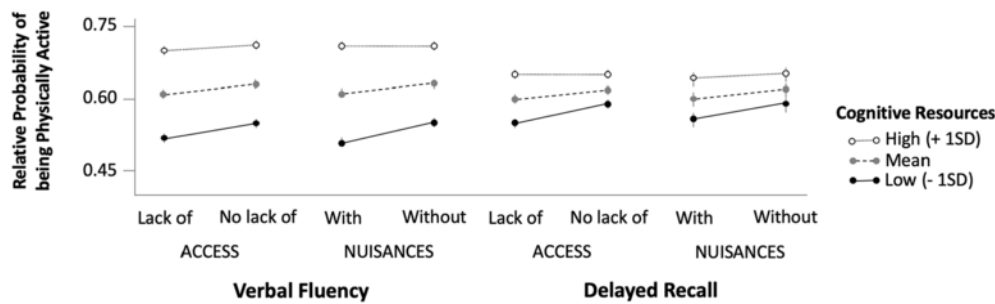 Relative Probability of
being Physically Active
0.75
0.60
0.45
Lack of No lack of With Without Lack of No lack of With Without
ACCESS NUISANCES ACCESS NUISANCES
Verbal Fluency Delayed Recall
Cognitive Resources
High (+ 1SD)
Mean
Low (- 1SD)